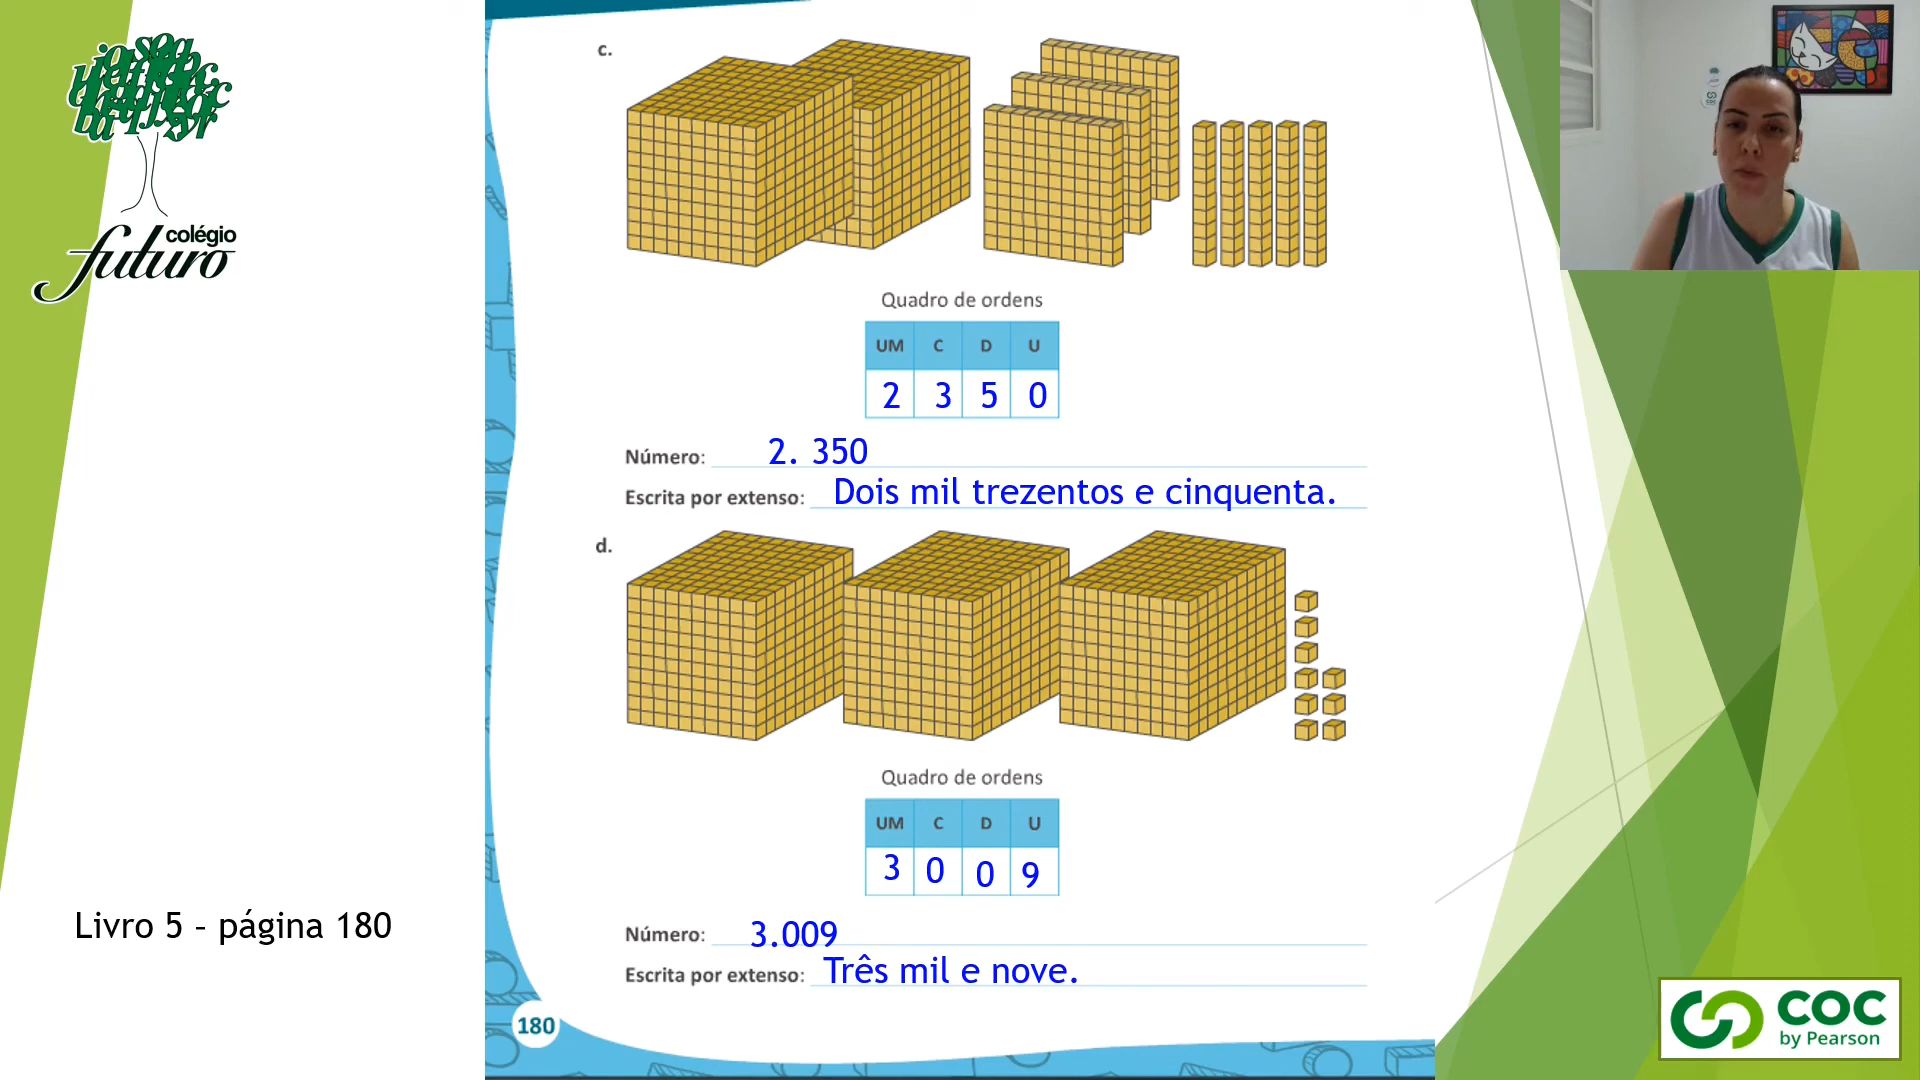 colégio
futuro
c.
Quadro de ordens
UM C D U
2 3 5 0
Número: 2. 350
Escrita por extenso: Dois mil trezentos e cinquenta.
d.
Quadro de ordens
UM C D U
3 0 0 9
Número: 3.009
Escrita por extenso: Três mil e nove.
180
Livro 5 - página 180
COC
by Pearson